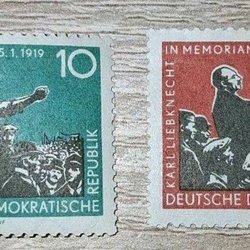 5.1.1919
10
MOKRATISCHE
REPUBLIK
IN MEMORIAM
KARL LIEBKNECHT
DEUTSCHE D